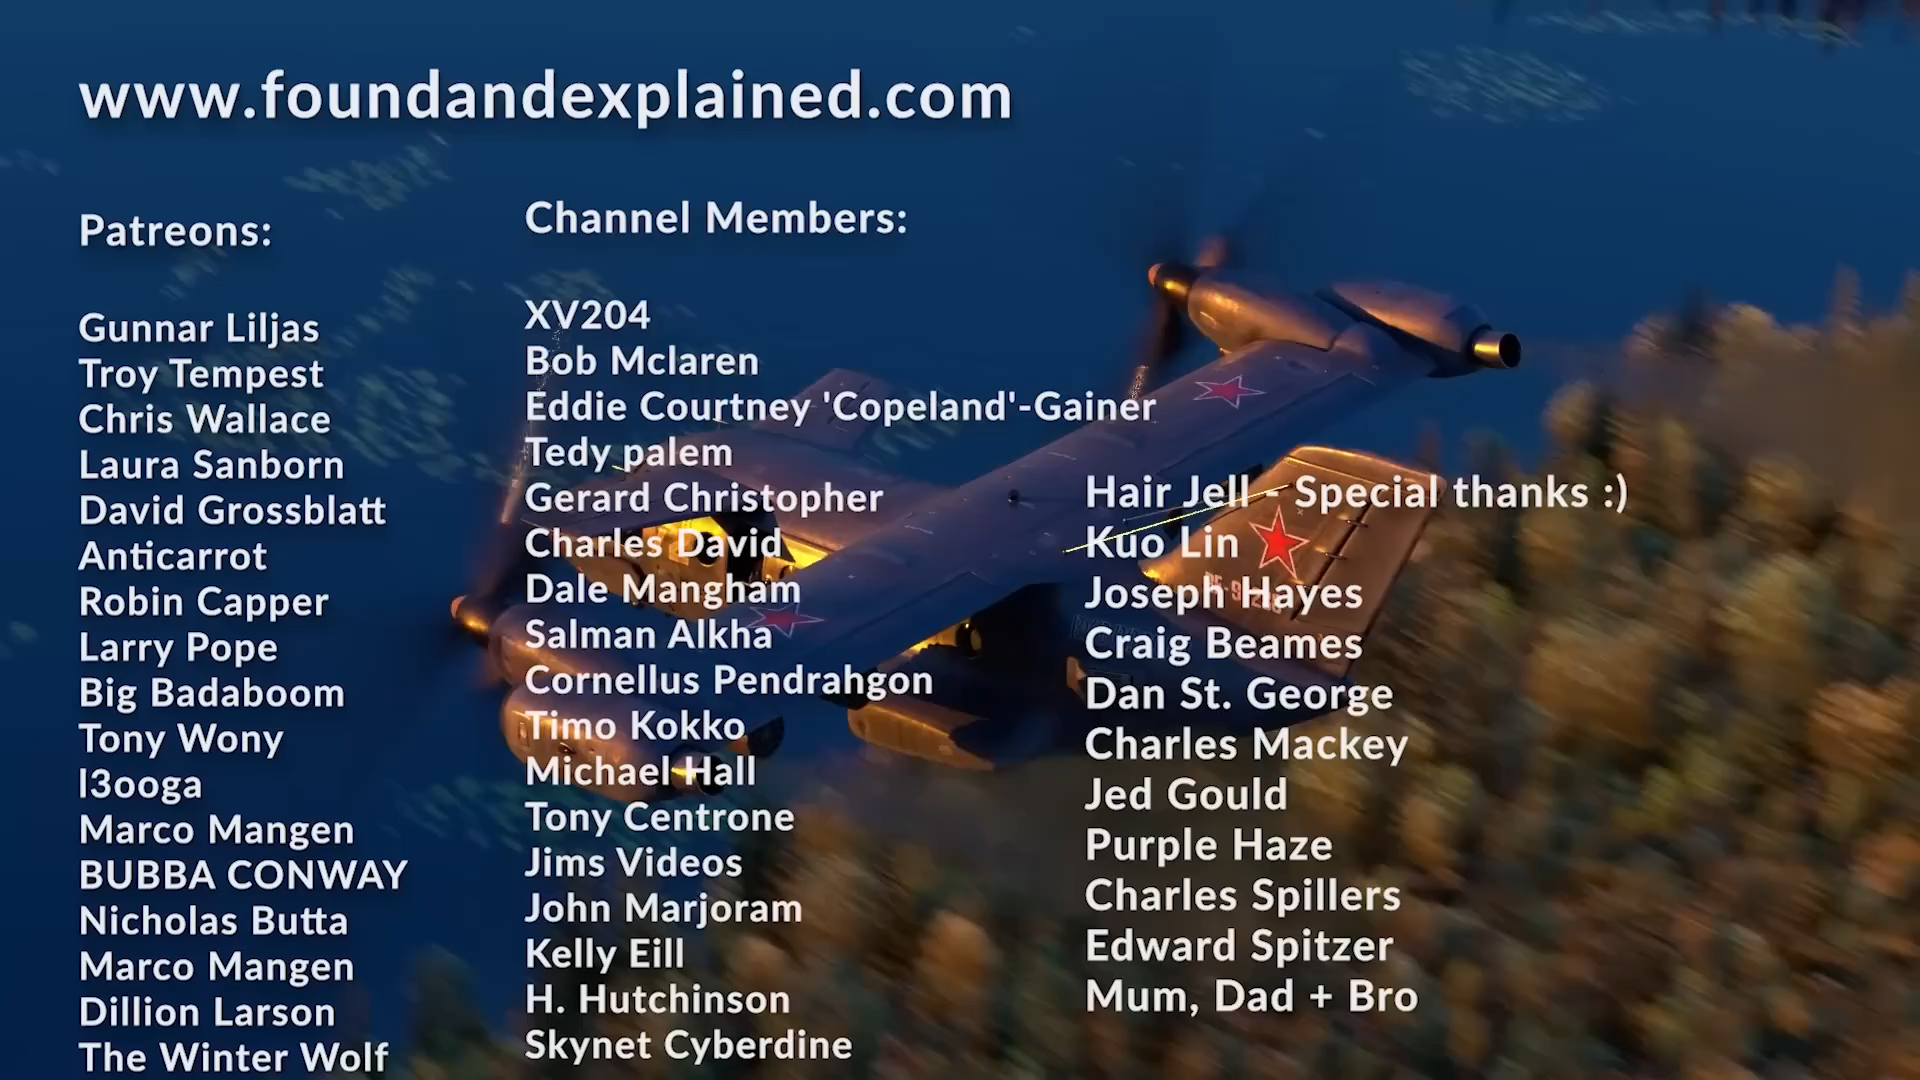 www.foundandexplained.com
Patreons:
Gunnar Liljas
Troy Tempest
Chris Wallace
Laura Sanborn
David Grossblatt
Anticarrot
Robin Capper
Larry Pope
Big Badaboom
Tony Wony
l3ooga
Marco Mangen
BUBBA CONWAY
Nicholas Butta
Marco Mangen
Dillion Larson
The Winter Wolf
Channel Members:
XV204
Bob Mclaren
Eddie Courtney 'Copeland'-Gainer
Tedy palem
Gerard Christopher
Charles David
Dale Mangham
Salman Alkha
Cornellus Pendrahgon
Timo Kokko
Michael Hall
Tony Centrone
Jims Videos
John Marjoram
Kelly Eill
H. Hutchinson
Skynet Cyberdine
Hair Jell - Special thanks :)
Kuo Lin
Joseph Hayes
Craig Beames
Dan St. George
Charles Mackey
Jed Gould
Purple Haze
Charles Spillers
Edward Spitzer
Mum, Dad + Bro